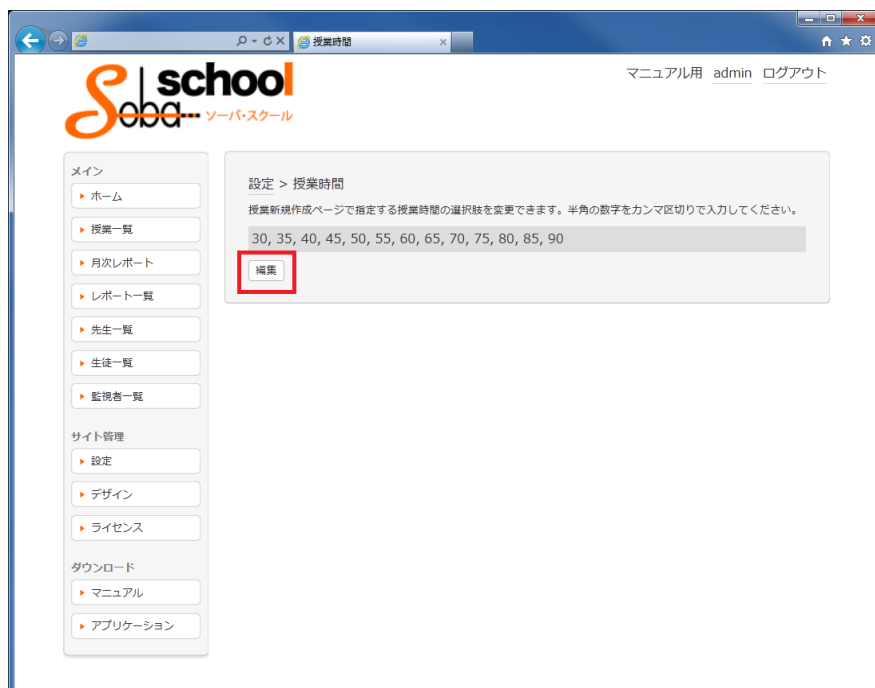 授業時間
school
Soba
ソーバ・スクール
マニュアル用 admin ログアウト
メイン
ホーム
授業一覧
月次レポート
レポート一覧
先生一覧
生徒一覧
監視者一覧
サイト管理
設定
デザイン
ライセンス
ダウンロード
マニュアル
アプリケーション
設定 > 授業時間
授業新規作成ページで指定する授業時間の選択肢を変更できます。半角の数字をカンマ区切りで入力してください。
30, 35, 40, 45, 50, 55, 60, 65, 70, 75, 80, 85, 90
編集